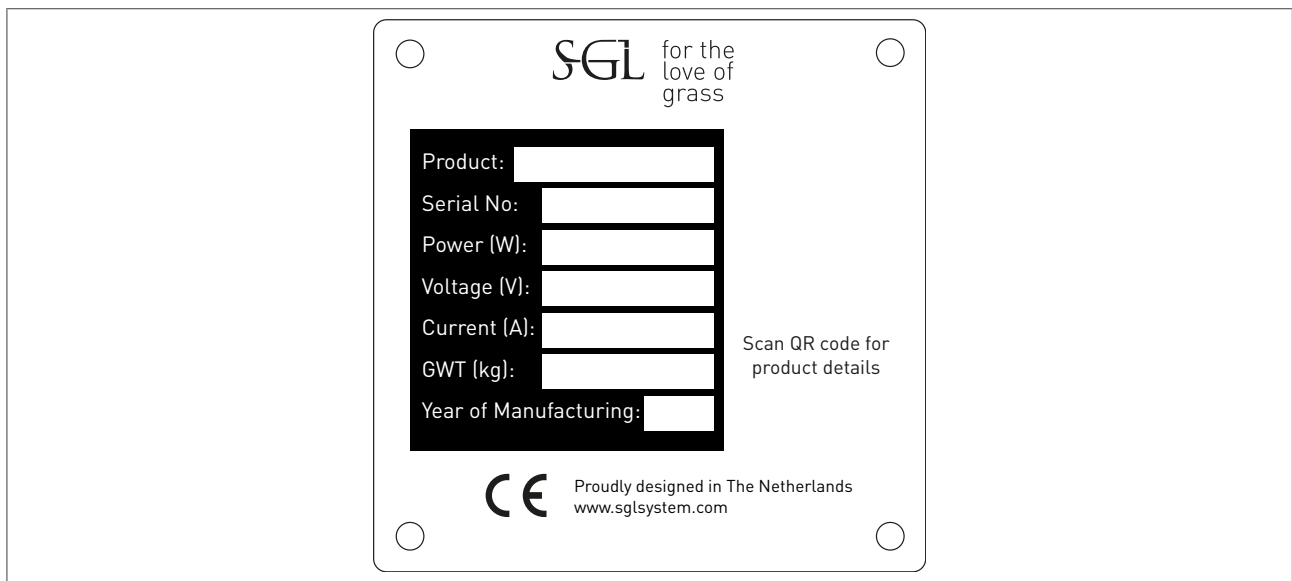 SGL
for the
love of
grass
Product:
Serial No:
Power (W):
Voltage (V):
Current (A):
GWT (kg):
Year of Manufacturing:
Scan QR code for
product details
CE
Proudly designed in The Netherlands
www.sglsystem.com